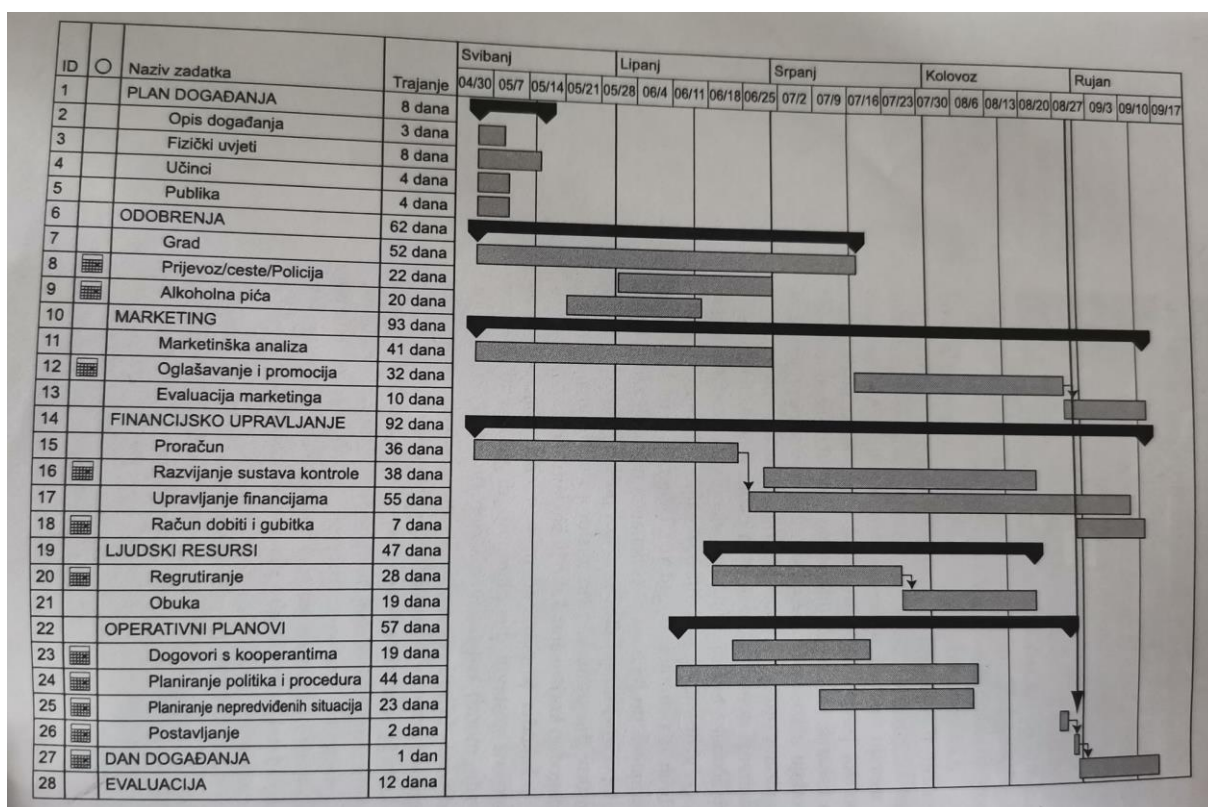 Svibanj Lipanj Srpanj Kolovoz Rujan
ID Naziv zadatka Trajanje 04/30 05/7 05/14 05/21 05/28 06/4 06/11 06/18 06/25 07/2 07/9 07/16 07/23 07/30 08/6 08/13 08/20 08/27 09/3 09/10 09/17
1 PLAN DOGAĐANJA 8 dana
2 Opis događanja 3 dana
3 Fizički uvjeti 8 dana
4 Učinci 4 dana
5 Publika 4 dana
6 ODOBRENJA 62 dana
7 Grad 52 dana
8 Prijevoz/ceste/Policija 22 dana
9 Alkoholna pića 20 dana
10 MARKETING 93 dana
11 Marketinška analiza 41 dana
12 Oglašavanje i promocija 32 dana
13 Evaluacija marketinga 10 dana
14 FINANCIJSKO UPRAVLJANJE 92 dana
15 Proračun 36 dana
16 Razvijanje sustava kontrole 38 dana
17 Upravljanje financijama 55 dana
18 Račun dobiti i gubitka 7 dana
19 LJUDSKI RESURSI 47 dana
20 Regrutiranje 28 dana
21 Obuka 19 dana
22 OPERATIVNI PLANOVI 57 dana
23 Dogovori s kooperantima 19 dana
24 Planiranje politika i procedura 44 dana
25 Planiranje nepredviđenih situacija 23 dana
26 Postavljanje 2 dana
27 DAN DOGAĐANJA 1 dan
28 EVALUACIJA 12 dana